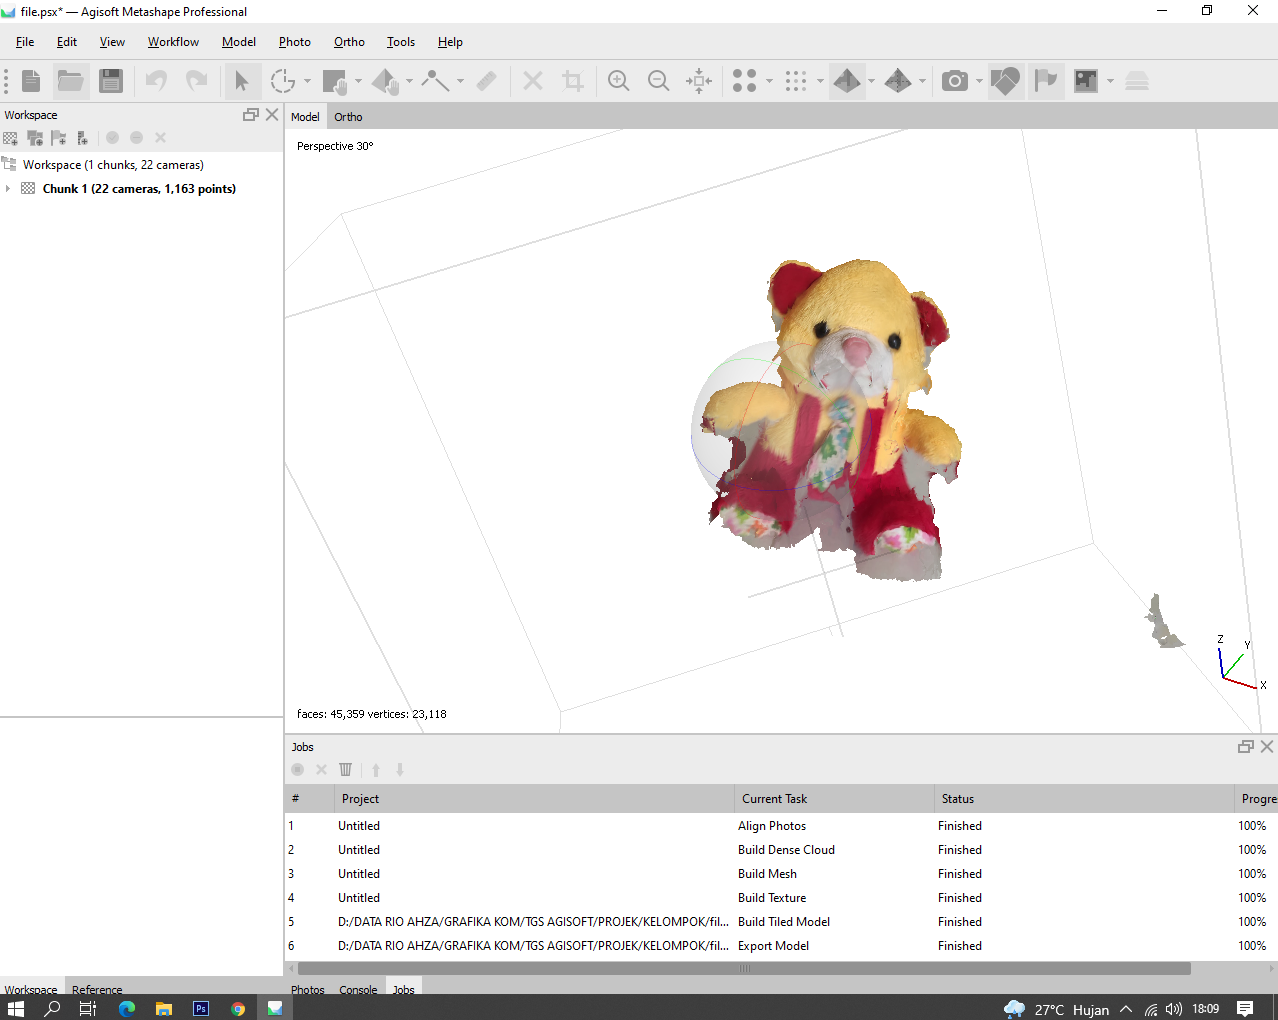 file.psx* — Agisoft Metashape Professional
File Edit View Workflow Model Photo Ortho Tools Help
Workspace
Workspace (1 chunks, 22 cameras)
Chunk 1 (22 cameras, 1,163 points)
Workspace Reference
Model Ortho
Perspective 30°
Z
Y
X
faces: 45,359 vertices: 23,118
Jobs
# Project Current Task Status Progre
1 Untitled Align Photos Finished 100%
2 Untitled Build Dense Cloud Finished 100%
3 Untitled Build Mesh Finished 100%
4 Untitled Build Texture Finished 100%
5 D:/DATA RIO AHZA/GRAFIKA KOM/TGS AGISOFT/PROJEK/KELOMPOK/fil... Build Tiled Model Finished 100%
6 D:/DATA RIO AHZA/GRAFIKA KOM/TGS AGISOFT/PROJEK/KELOMPOK/fil... Export Model Finished 100%
Photos Console Jobs
Ps
27°C Hujan 18:09